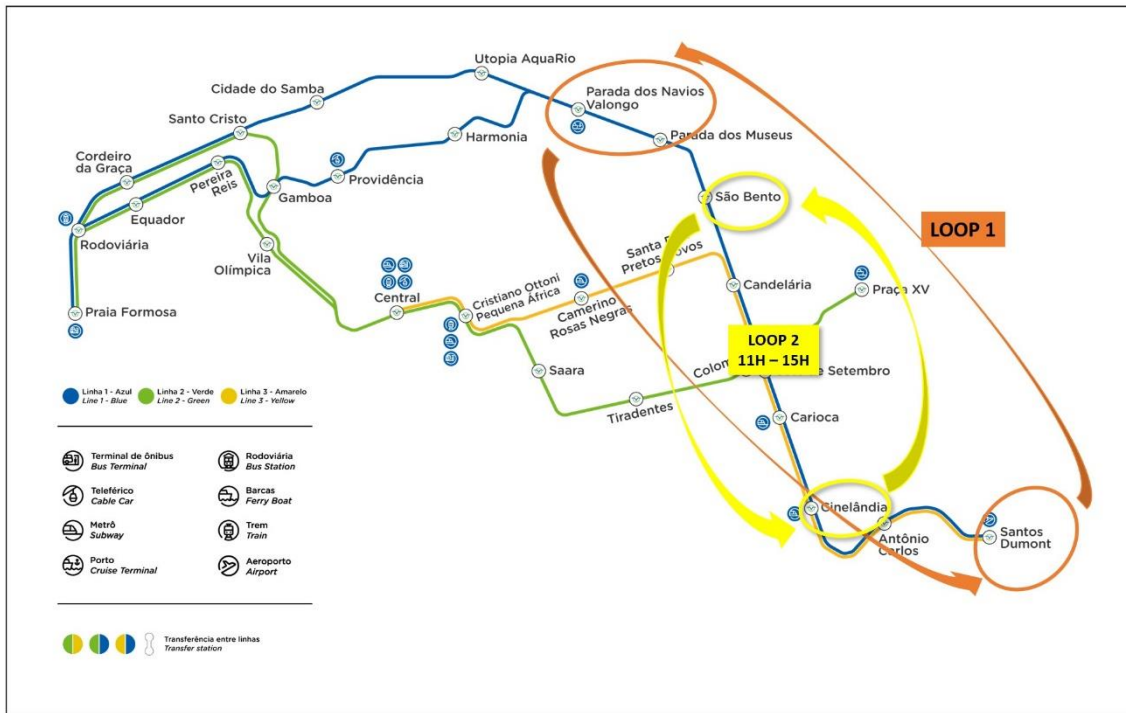 Utopia AquaRio
Cidade do Samba
Parada dos Navios
Valongo
Santo Cristo
Harmonia
Parada dos Museus
Cordeiro
da Graça
Pereira
Reis
Providência
Gamboa
São Bento
LOOP 1
Equador
Rodoviária
Vila
Olímpica
Santa
Pretos
Candelária
Praça XV
Central
Cristiano Ottoni
Pequena África
Camerino
Rosas Negras
Praia Formosa
LOOP 2
11H – 15H
Saara
Colom
de Setembro
Tiradentes
Carioca
Cinelândia
Antônio
Carlos
Santos
Dumont
Linha 1 - Azul
Line 1 - Blue
Linha 2 - Verde
Line 2 - Green
Linha 3 - Amarelo
Line 3 - Yellow
Terminal de ônibus
Bus Terminal
Rodoviária
Bus Station
Teleférico
Cable Car
Barcas
Ferry Boat
Metrô
Subway
Trem
Train
Porto
Cruise Terminal
Aeroporto
Airport
Transferência entre linhas
Transfer station